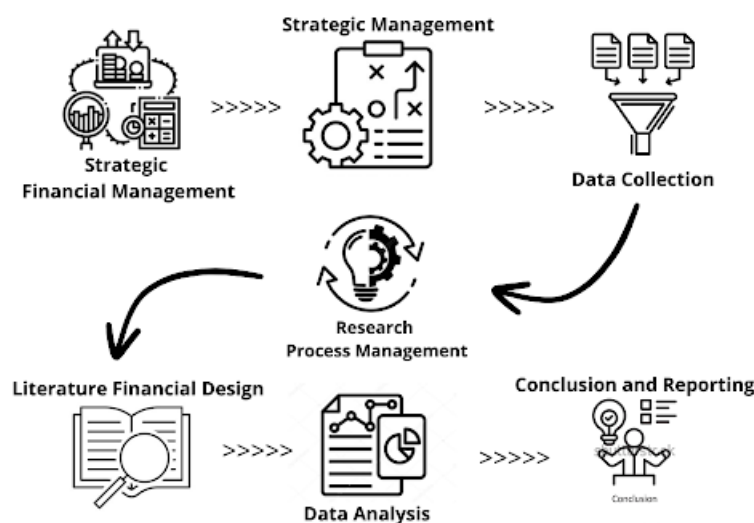 Strategic Management
>>>>>
>>>>>
Strategic
Financial Management
Data Collection
Research
Process Management
Literature Financial Design
Conclusion and Reporting
>>>>>
>>>>>
Data Analysis
Conclusion